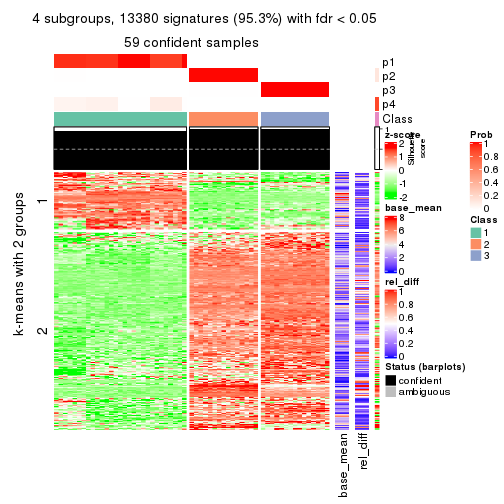 4 subgroups, 13380 signatures (95.3%) with fdr < 0.05
59 confident samples
p1
p2
p3
p4
Class
Silhouette
score
k-means with 2 groups
1
2
base_mean
rel_diff
z-score
2
1
0
-1
-2
base_mean
8
6
4
2
0
rel_diff
1
0.8
0.6
0.4
0.2
0
Status (barplots)
confident
ambiguous
Prob
1
0.8
0.6
0.4
0.2
0
Class
1
2
3